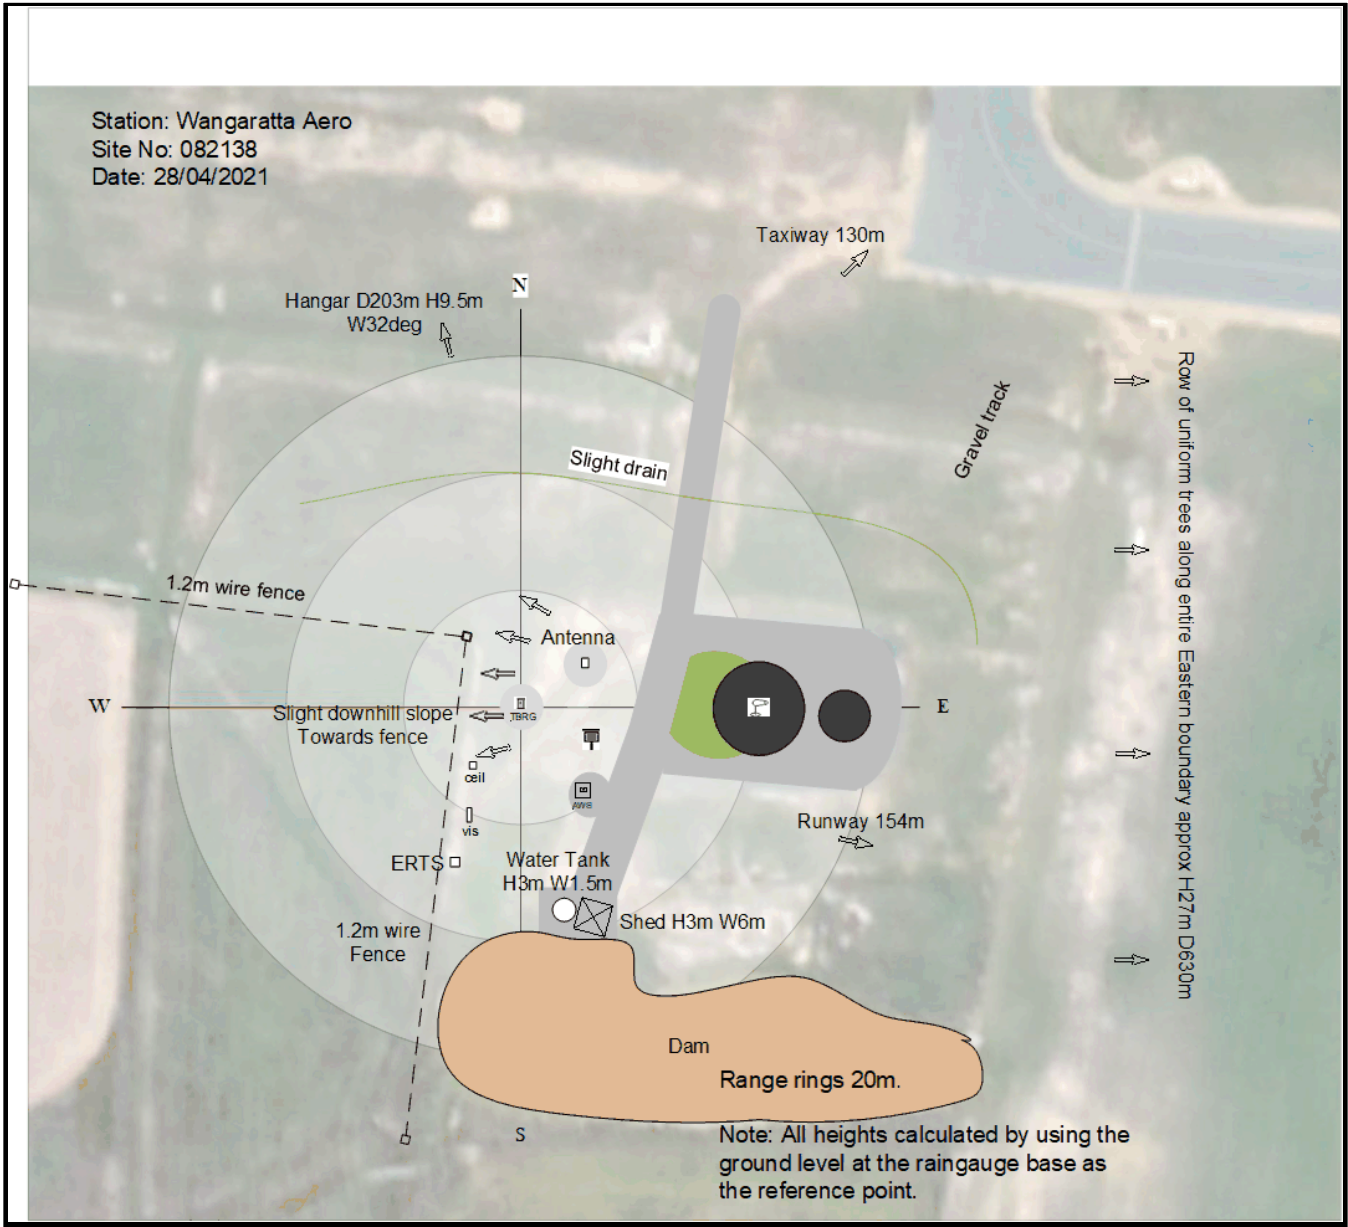 Station: Wangaratta Aero
Site No: 082138
Date: 28/04/2021
Taxiway 130m
N
Hangar D203m H9.5m
W32deg
Row of uniform trees along entire Eastern boundary approx H27m D630m
Gravel track
Slight drain
1.2m wire fence
Antenna
W
E
Slight downhill slope
Towards fence
TBRG
ceil
AWS
vis
Runway 154m
ERTS
Water Tank
H3m W1.5m
Shed H3m W6m
1.2m wire
Fence
Dam
Range rings 20m.
S
Note: All heights calculated by using the
ground level at the raingauge base as
the reference point.